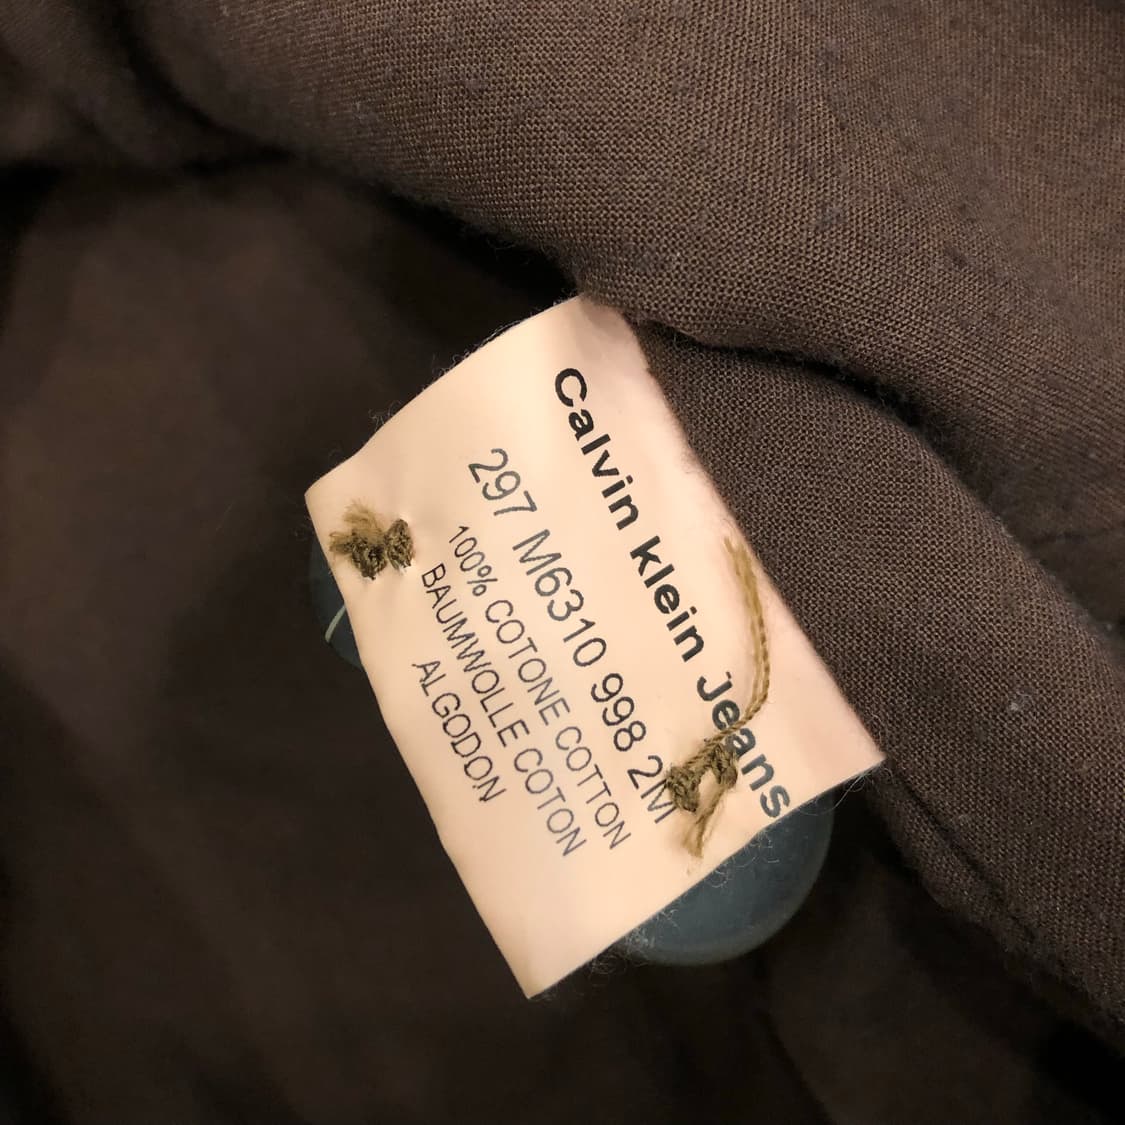 Calvin klein Jeans
297 M6310 998 2M
100% COTONE COTTON
BAUMWOLLE COTON
ALGODON